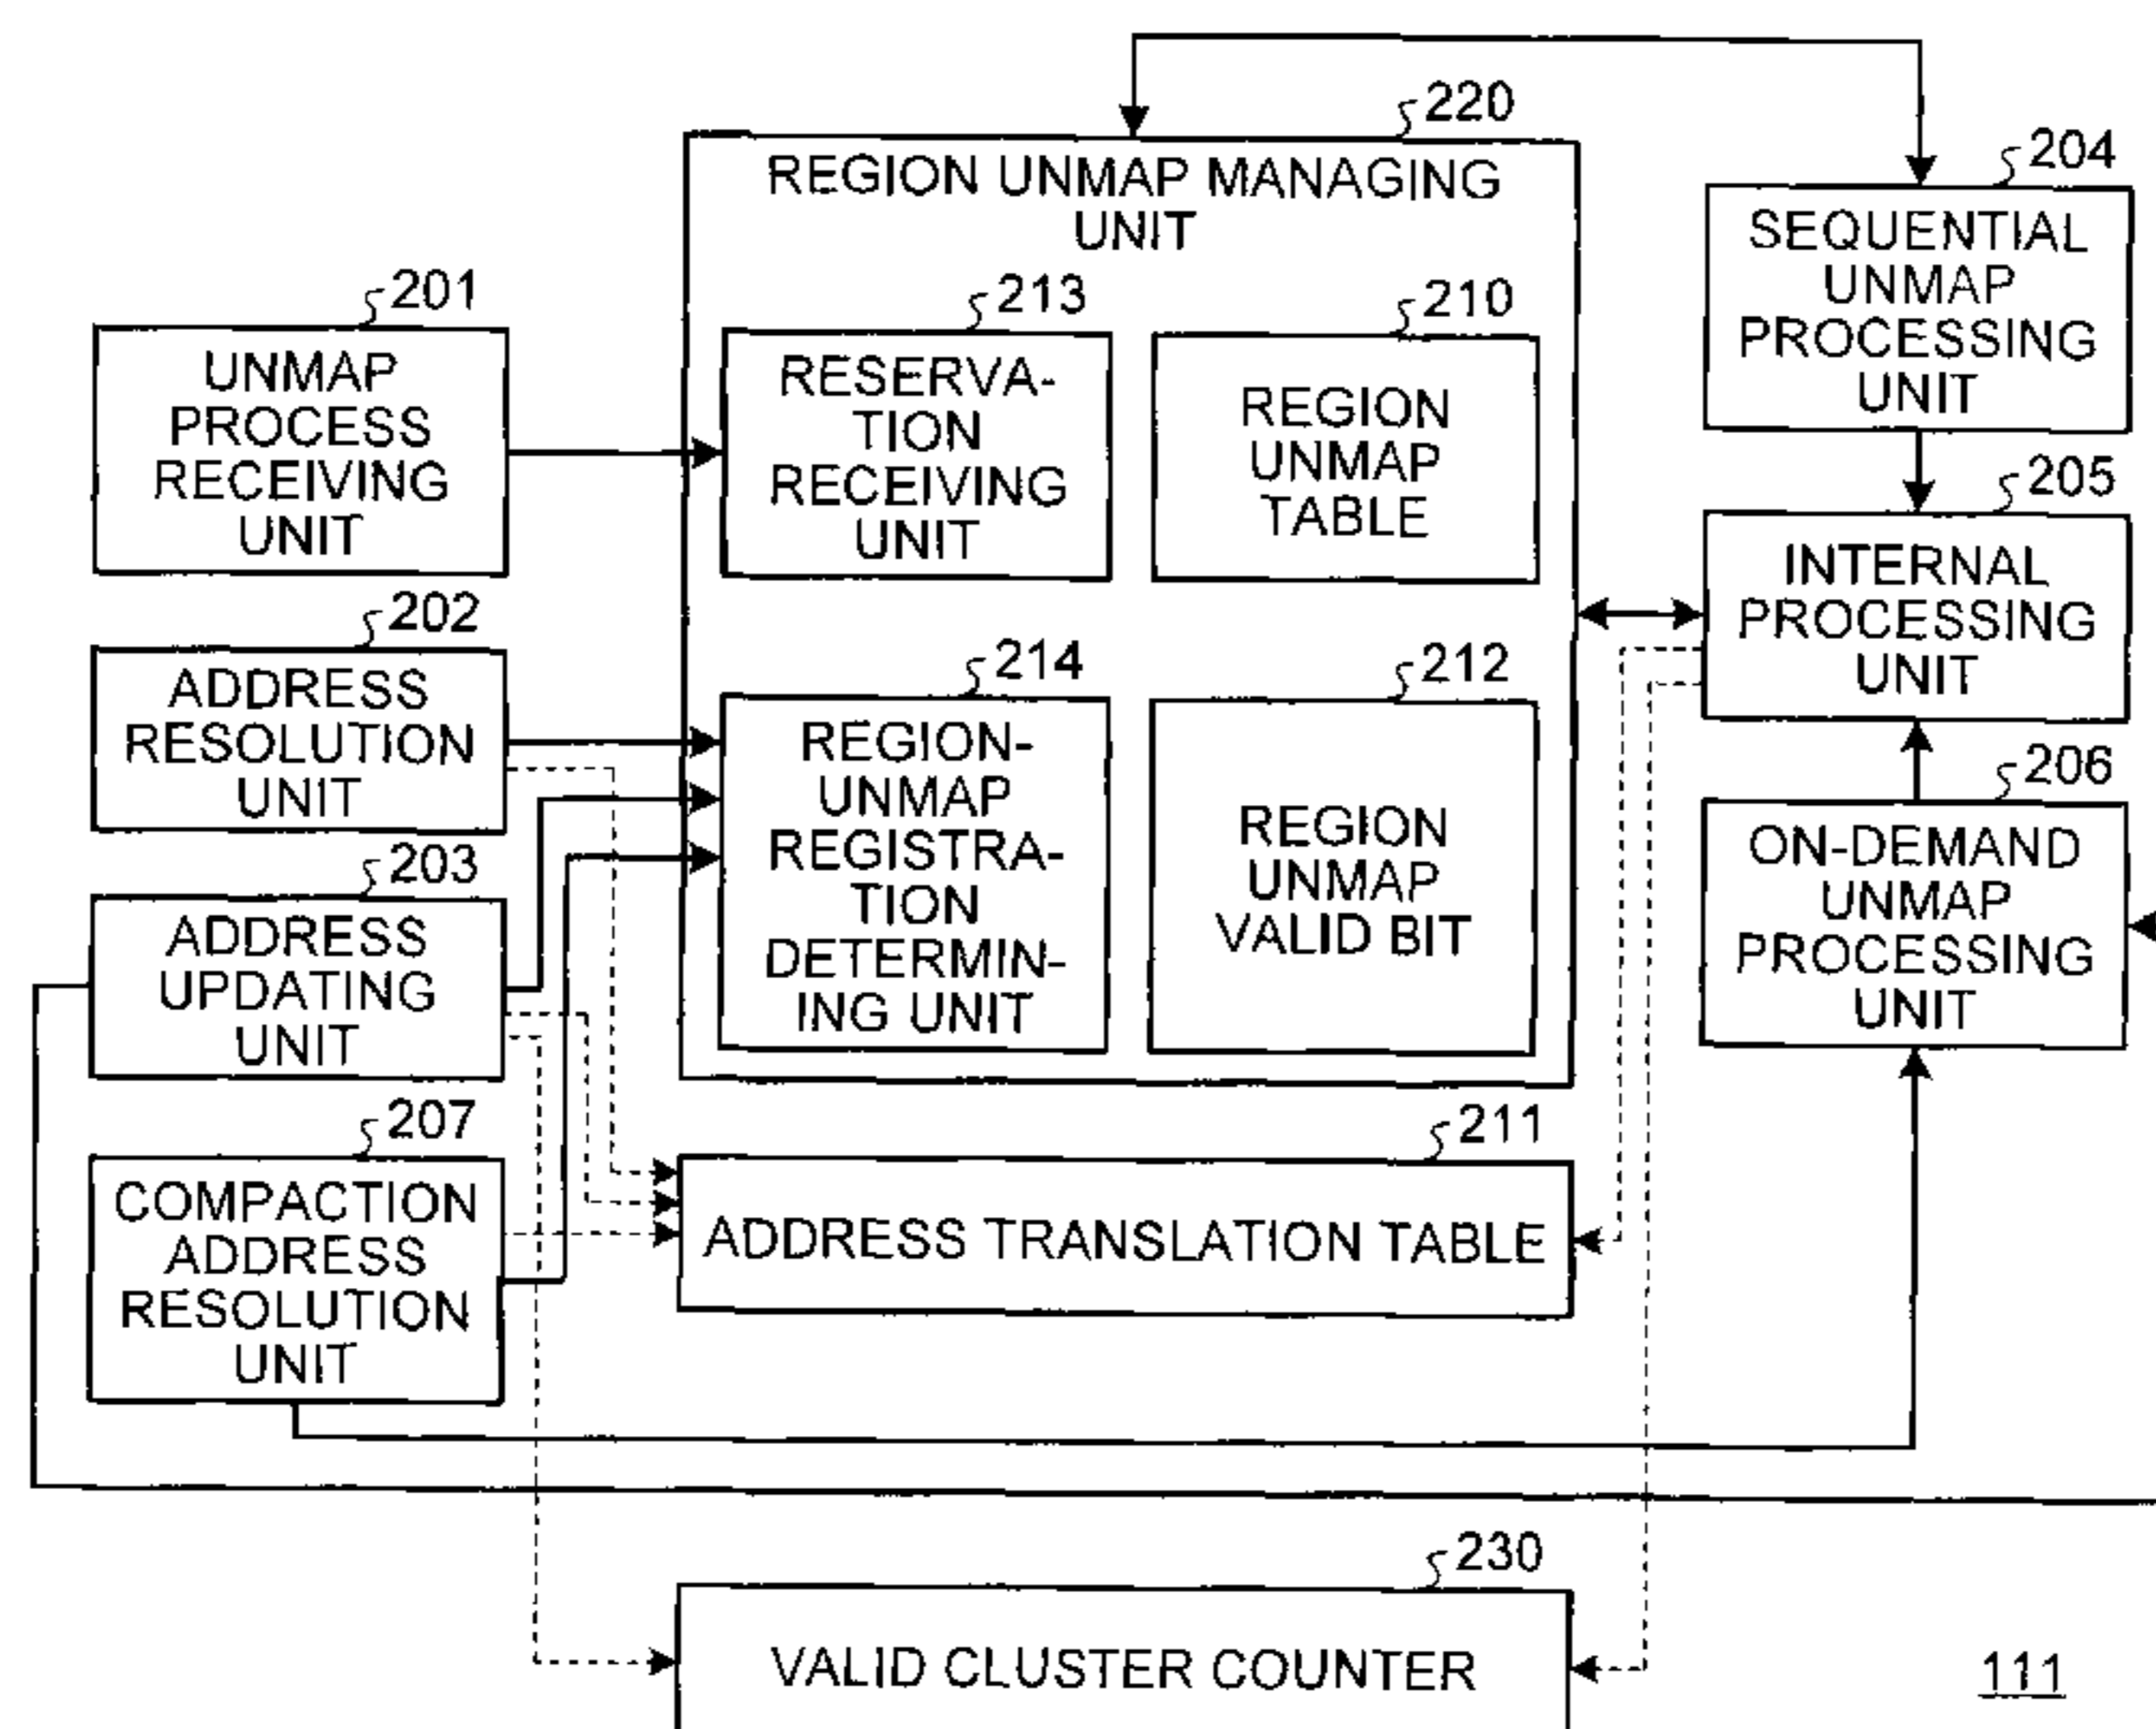 220
REGION UNMAP MANAGING
UNIT
204
SEQUENTIAL
UNMAP
PROCESSING
UNIT
201
UNMAP
PROCESS
RECEIVING
UNIT
213
RESERVA-
TION
RECEIVING
UNIT
210
REGION
UNMAP
TABLE
205
INTERNAL
PROCESSING
UNIT
202
ADDRESS
RESOLUTION
UNIT
214
REGION-
UNMAP
REGISTRA-
TION
DETERMIN-
ING UNIT
212
REGION
UNMAP
VALID BIT
206
ON-DEMAND
UNMAP
PROCESSING
UNIT
203
ADDRESS
UPDATING
UNIT
207
COMPACTION
ADDRESS
RESOLUTION
UNIT
211
ADDRESS TRANSLATION TABLE
230
VALID CLUSTER COUNTER
111